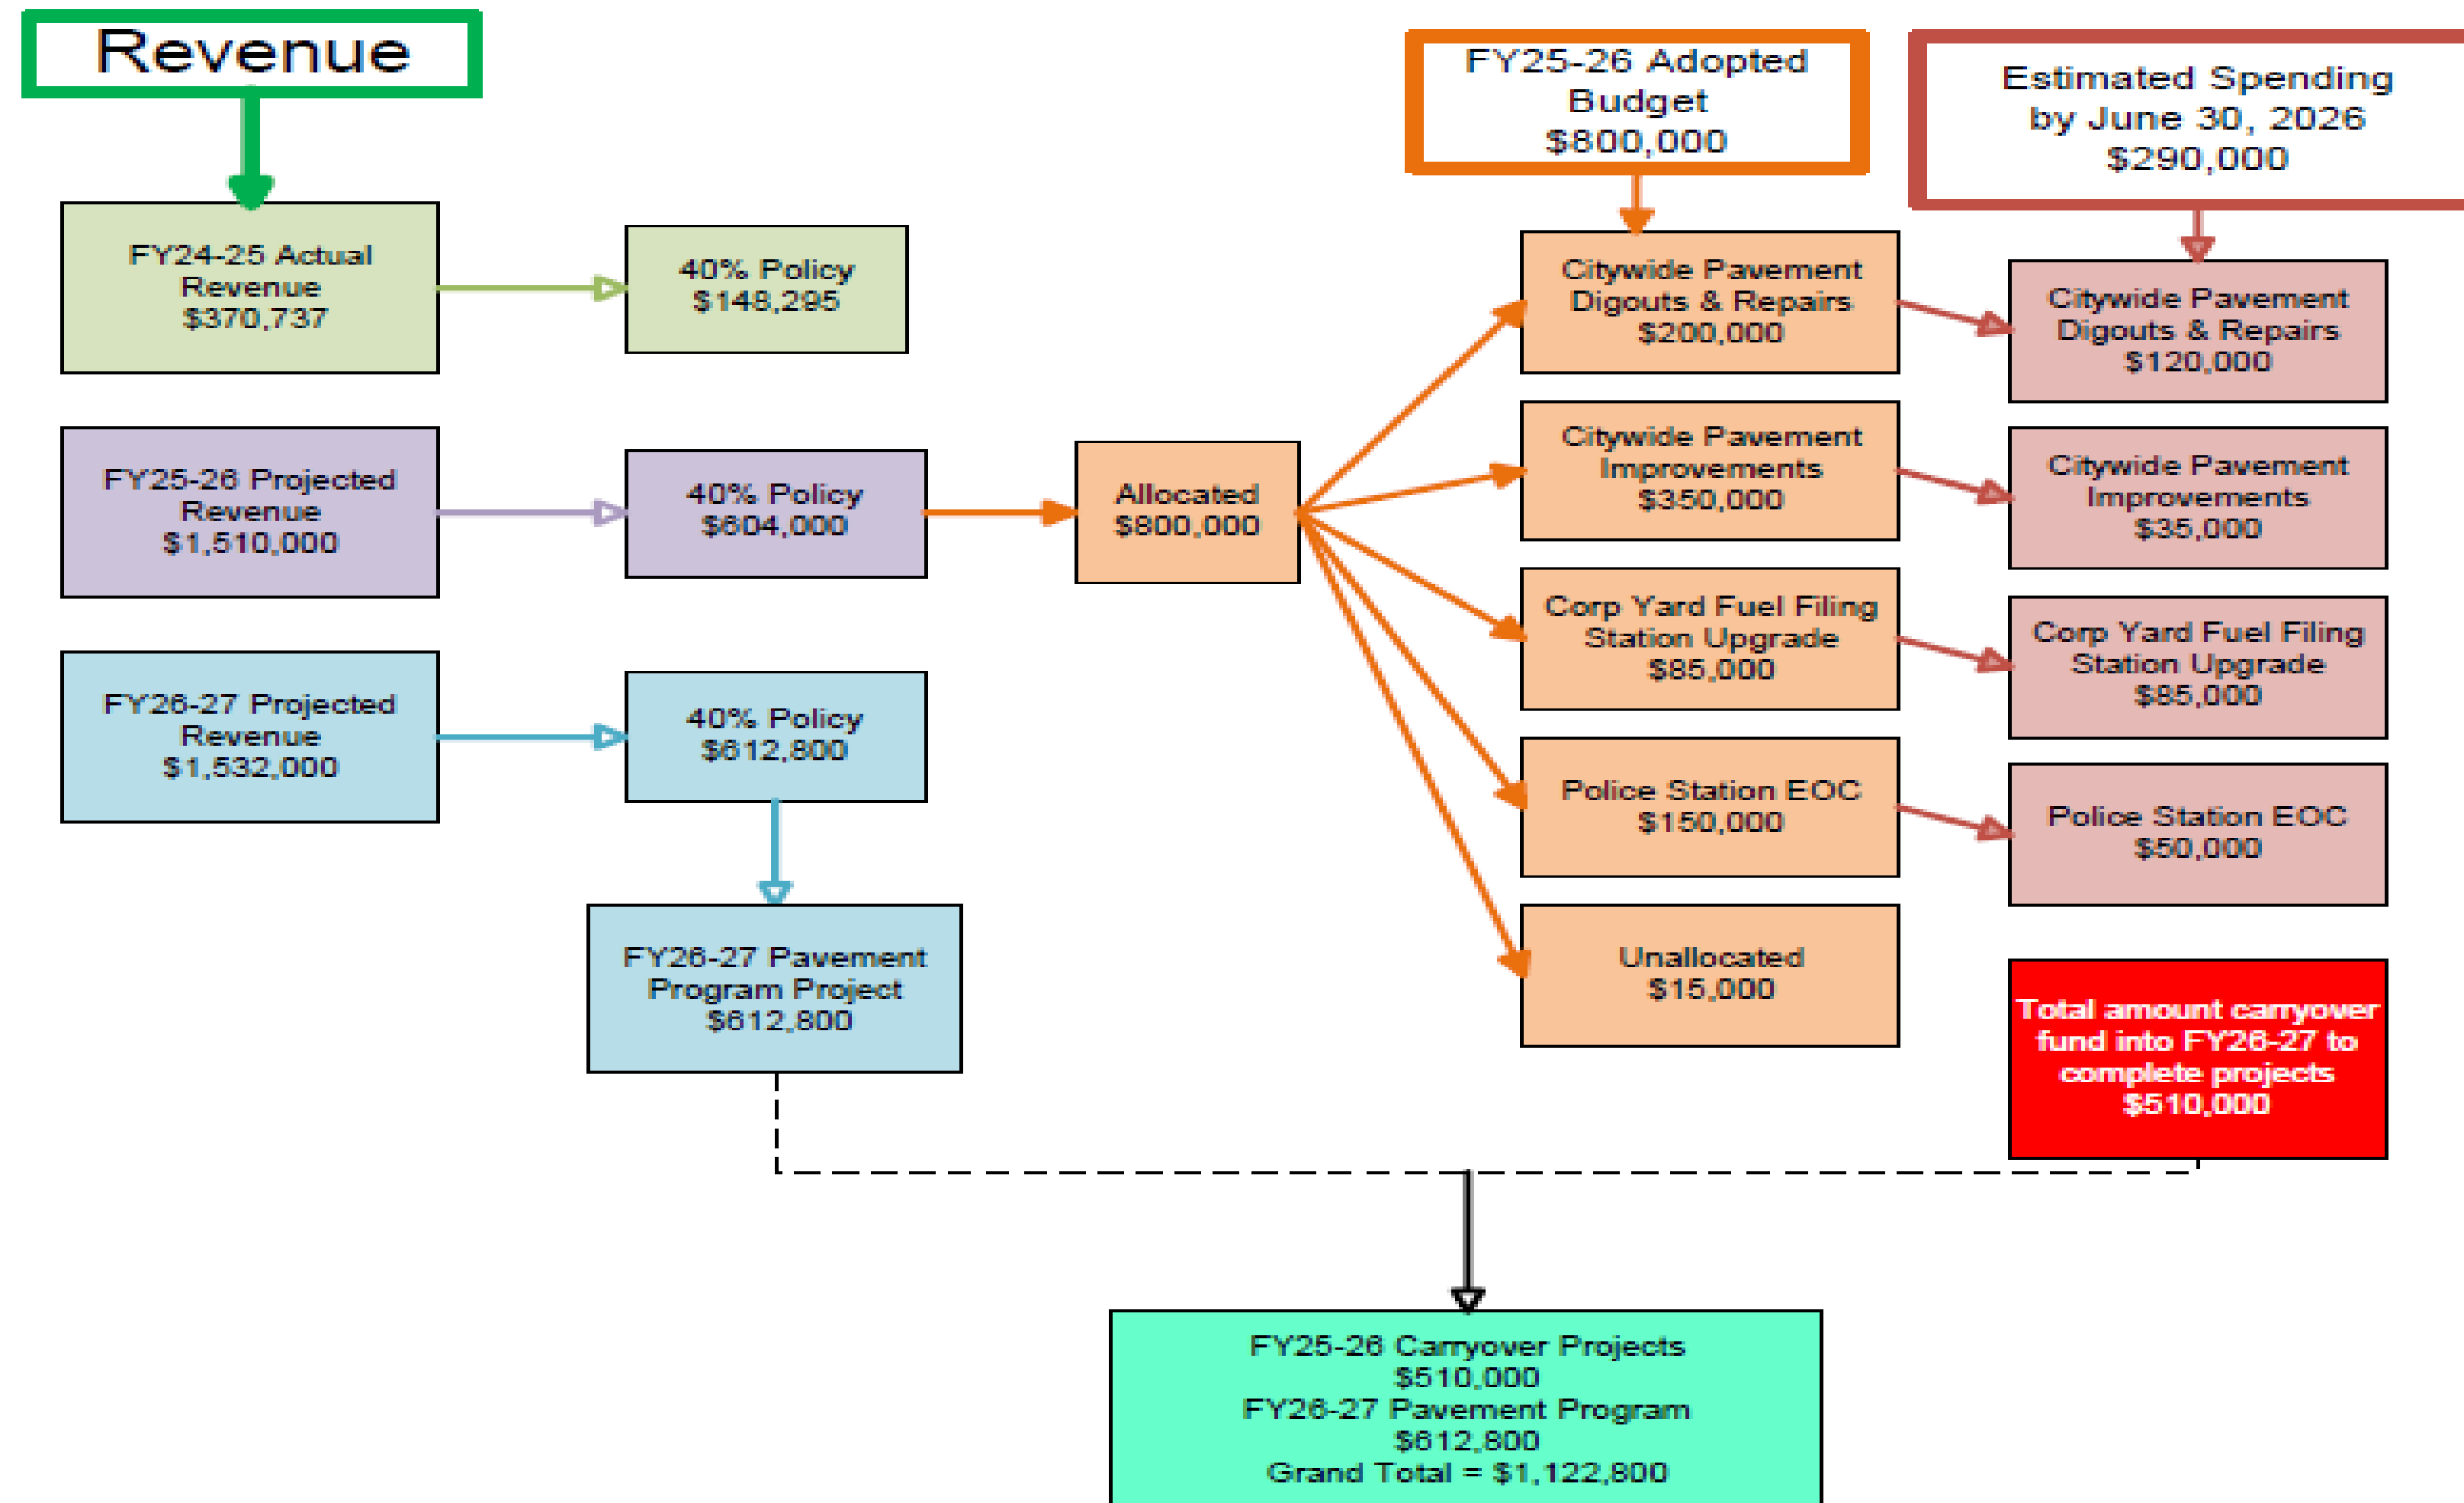 Revenue
FY24-25 Actual
Revenue
$370,737
40% Policy
$148,295
FY25-26 Projected
Revenue
$1,510,000
40% Policy
$604,000
Allocated
$800,000
FY26-27 Projected
Revenue
$1,532,000
40% Policy
$612,800
FY26-27 Pavement
Program Project
$612,800
FY25-26 Adopted
Budget
$800,000
Citywide Pavement
Digouts & Repairs
$200,000
Citywide Pavement
Improvements
$350,000
Corp Yard Fuel Filing
Station Upgrade
$85,000
Police Station EOC
$150,000
Unallocated
$15,000
Estimated Spending
by June 30, 2026
$290,000
Citywide Pavement
Digouts & Repairs
$120,000
Citywide Pavement
Improvements
$35,000
Corp Yard Fuel Filing
Station Upgrade
$85,000
Police Station EOC
$50,000
Total amount carryover
fund into FY26-27 to
complete projects
$510,000
FY25-26 Carryover Projects
$510,000
FY26-27 Pavement Program
$612,800
Grand Total = $1,122,800